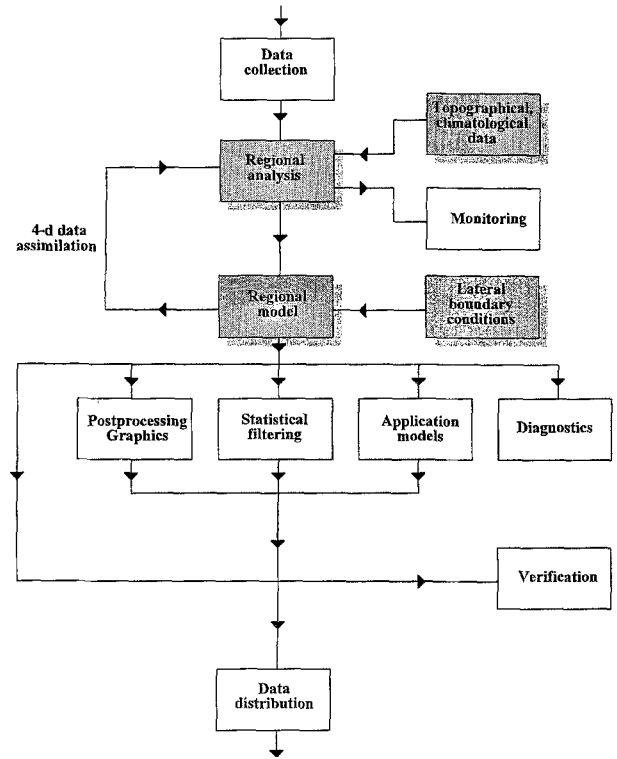 Data
collection
Topographical,
climatological
data
Regional
analysis
Monitoring
4-d data
assimilation
Regional
model
Lateral
boundary
conditions
Postprocessing
Graphics
Statistical
filtering
Application
models
Diagnostics
Verification
Data
distribution